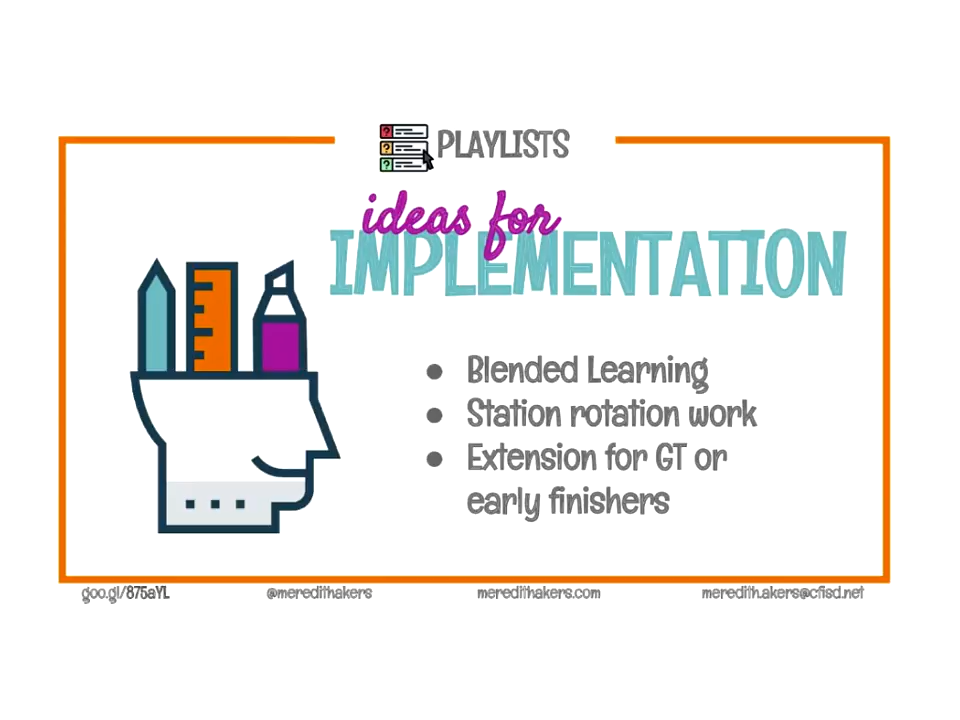 PLAYLISTS
ideas for
IMPLEMENTATION
● Blended Learning
● Station rotation work
● Extension for GT or
early finishers
goo.gl/875aYL @meredithakers meredithakers.com meredith.akers@cfisd.net